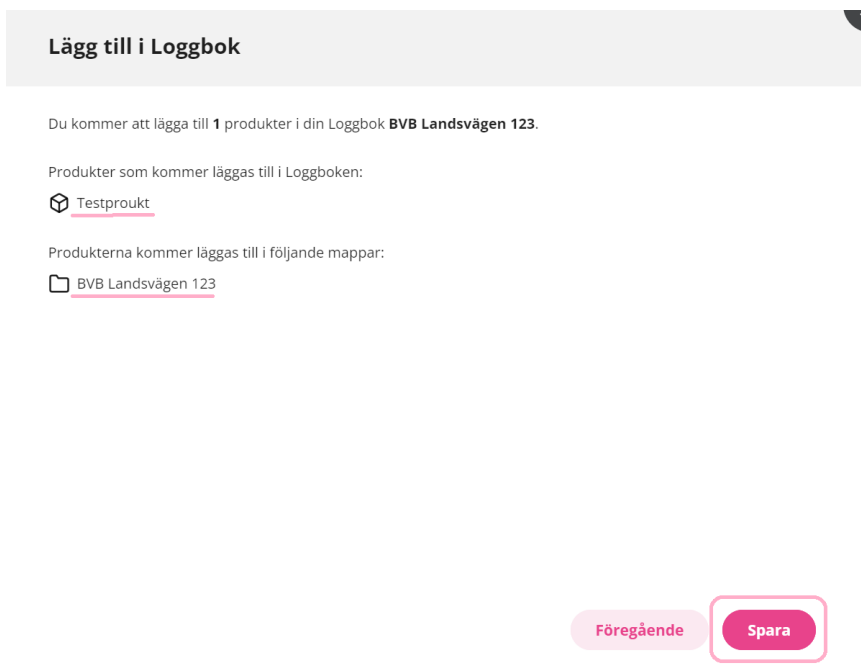 Lägg till i Loggbok
Du kommer att lägga till 1 produkter i din Loggbok BVB Landsvägen 123.
Produkter som kommer läggas till i Loggboken:
Testproukt
Produkterna kommer läggas till i följande mappar:
BVB Landsvägen 123
Föregående
Spara